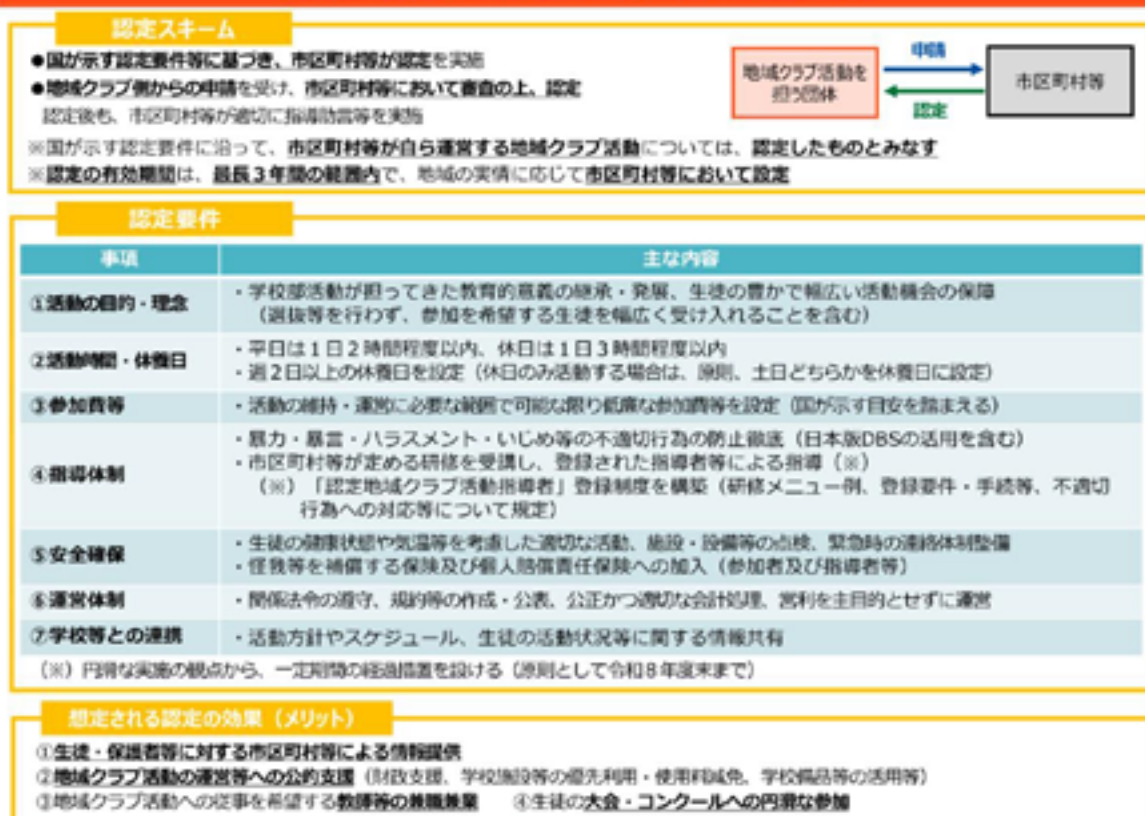 認定スキーム
●国が示す認定要件等に基づき、市区町村等が認定を実施
●地域クラブ側からの申請を受け、市区町村等において審査の上、認定
認定後も、市区町村等が適切に指導助言等を実施
地域クラブ活動を
担う団体
申請
認定
市区町村等
※国が示す認定要件に沿って、市区町村等が自ら運営する地域クラブ活動については、認定したものとみなす
※認定の有効期間は、最長3年間の範囲内で、地域の実情に応じて市区町村等において設定
認定要件
事項 主な内容
①活動の目的・理念
・学校部活動が担ってきた教育的意義の継承・発展、生徒の豊かで幅広い活動機会の保障
（選抜等を行わず、参加を希望する生徒を幅広く受け入れることを含む）
②活動時間・休養日
・平日は1日2時間程度以内、休日は1日3時間程度以内
・週2日以上の休養日を設定（休日のみ活動する場合は、原則、土日どちらかを休養日に設定）
③参加費等
・活動の維持・運営に必要な範囲で可能な限り低廉な参加費等を設定（国が示す目安を踏まえる）
④指導体制
・暴力・暴言・ハラスメント・いじめ等の不適切行為の防止徹底（日本版DBSの活用を含む）
・市区町村等が定める研修を受講し、登録された指導者等による指導（※）
（※）「認定地域クラブ活動指導者」登録制度を構築（研修メニュー例、登録要件・手続等、不適切
行為への対応等について規定）
⑤安全確保
・生徒の健康状態や気温等を考慮した適切な活動、施設・設備等の点検、緊急時の連絡体制整備
・怪我等を補償する保険及び個人賠償責任保険への加入（参加者及び指導者等）
⑥運営体制
・関係法令の遵守、規約等の作成・公表、公正かつ適切な会計処理、営利を主目的とせずに運営
⑦学校等との連携
・活動方針やスケジュール、生徒の活動状況等に関する情報共有
（※）円滑な実施の観点から、一定期間の経過措置を設ける（原則として令和8年度末まで）
想定される認定の効果（メリット）
①生徒・保護者等に対する市区町村等による情報提供
②地域クラブ活動の運営等への公的支援（財政支援、学校施設等の優先利用・使用料減免、学校備品等の活用等）
③地域クラブ活動への従事を希望する教師等の兼職兼業 ④生徒の大会・コンクールへの円滑な参加